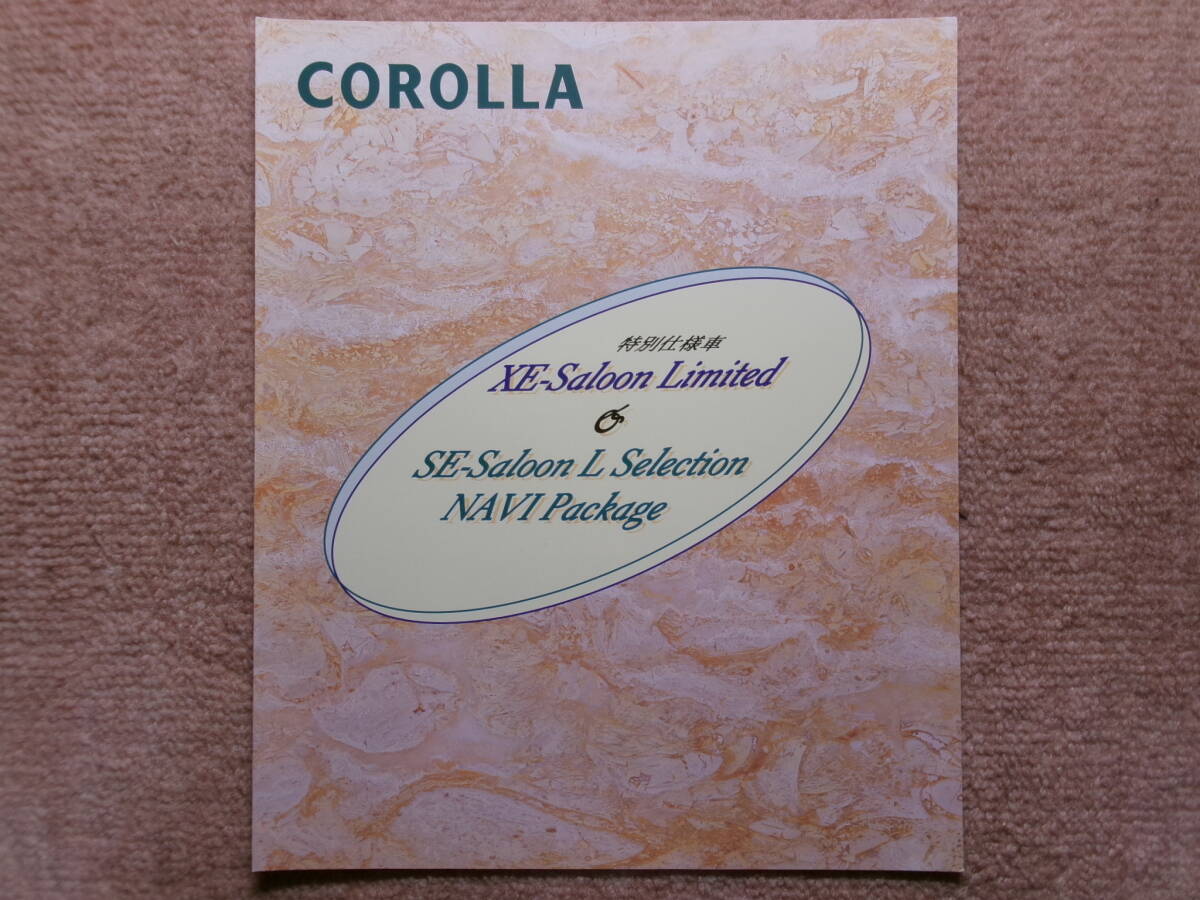 COROLLA
特別仕様車
XE-Saloon Limited
&
SE-Saloon L Selection
NAVI Package